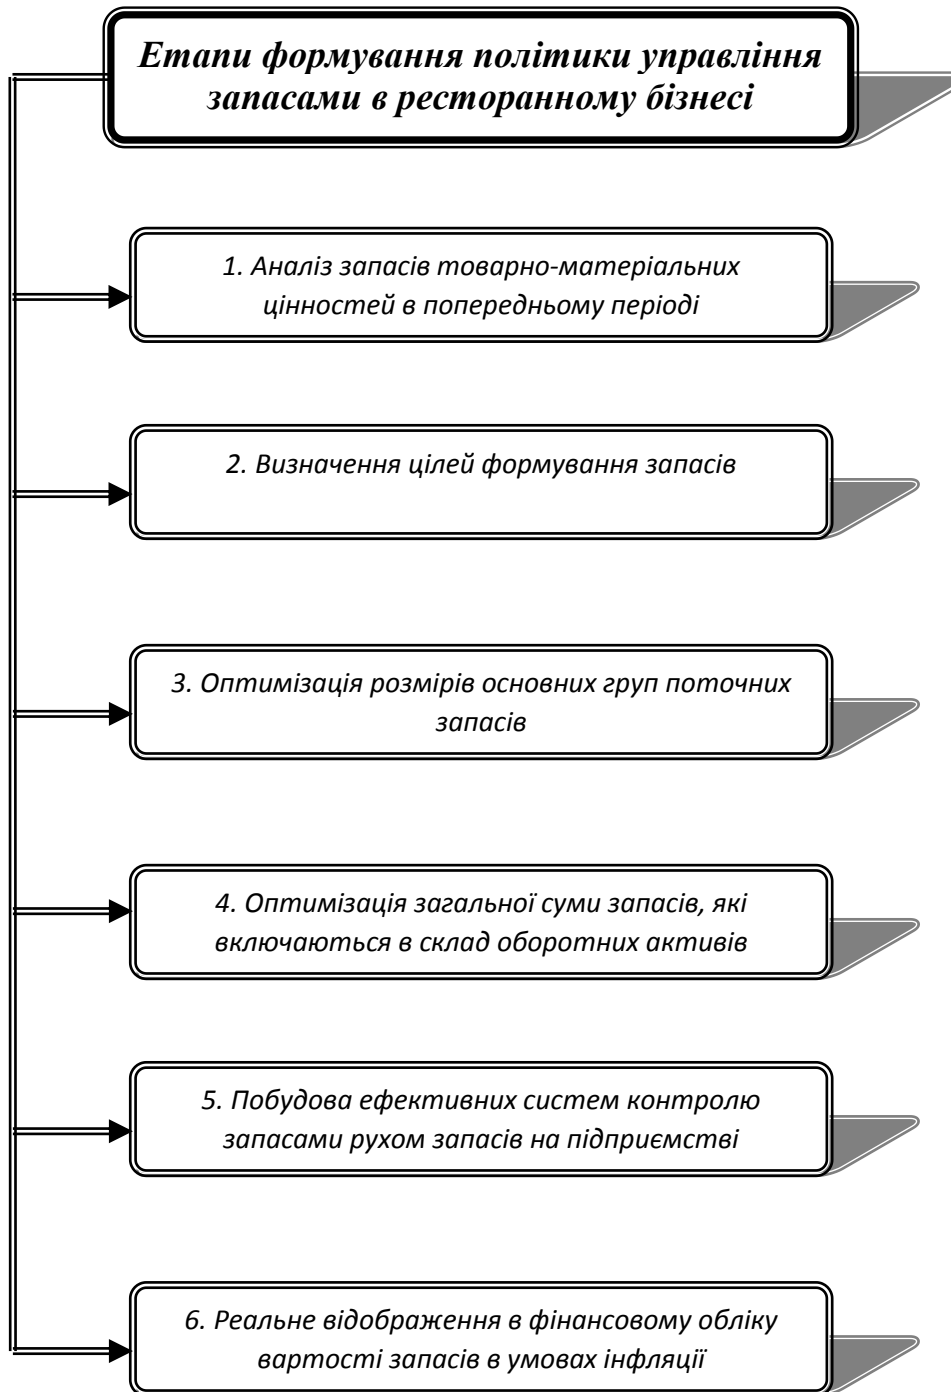 Етапи формування політики управління
запасами в ресторанному бізнесі
1. Аналіз запасів товарно-матеріальних
цінностей в попередньому періоді
2. Визначення цілей формування запасів
3. Оптимізація розмірів основних груп поточних
запасів
4. Оптимізація загальної суми запасів, які
включаються в склад оборотних активів
5. Побудова ефективних систем контролю
запасами рухом запасів на підприємстві
6. Реальне відображення в фінансовому обліку
вартості запасів в умовах інфляції